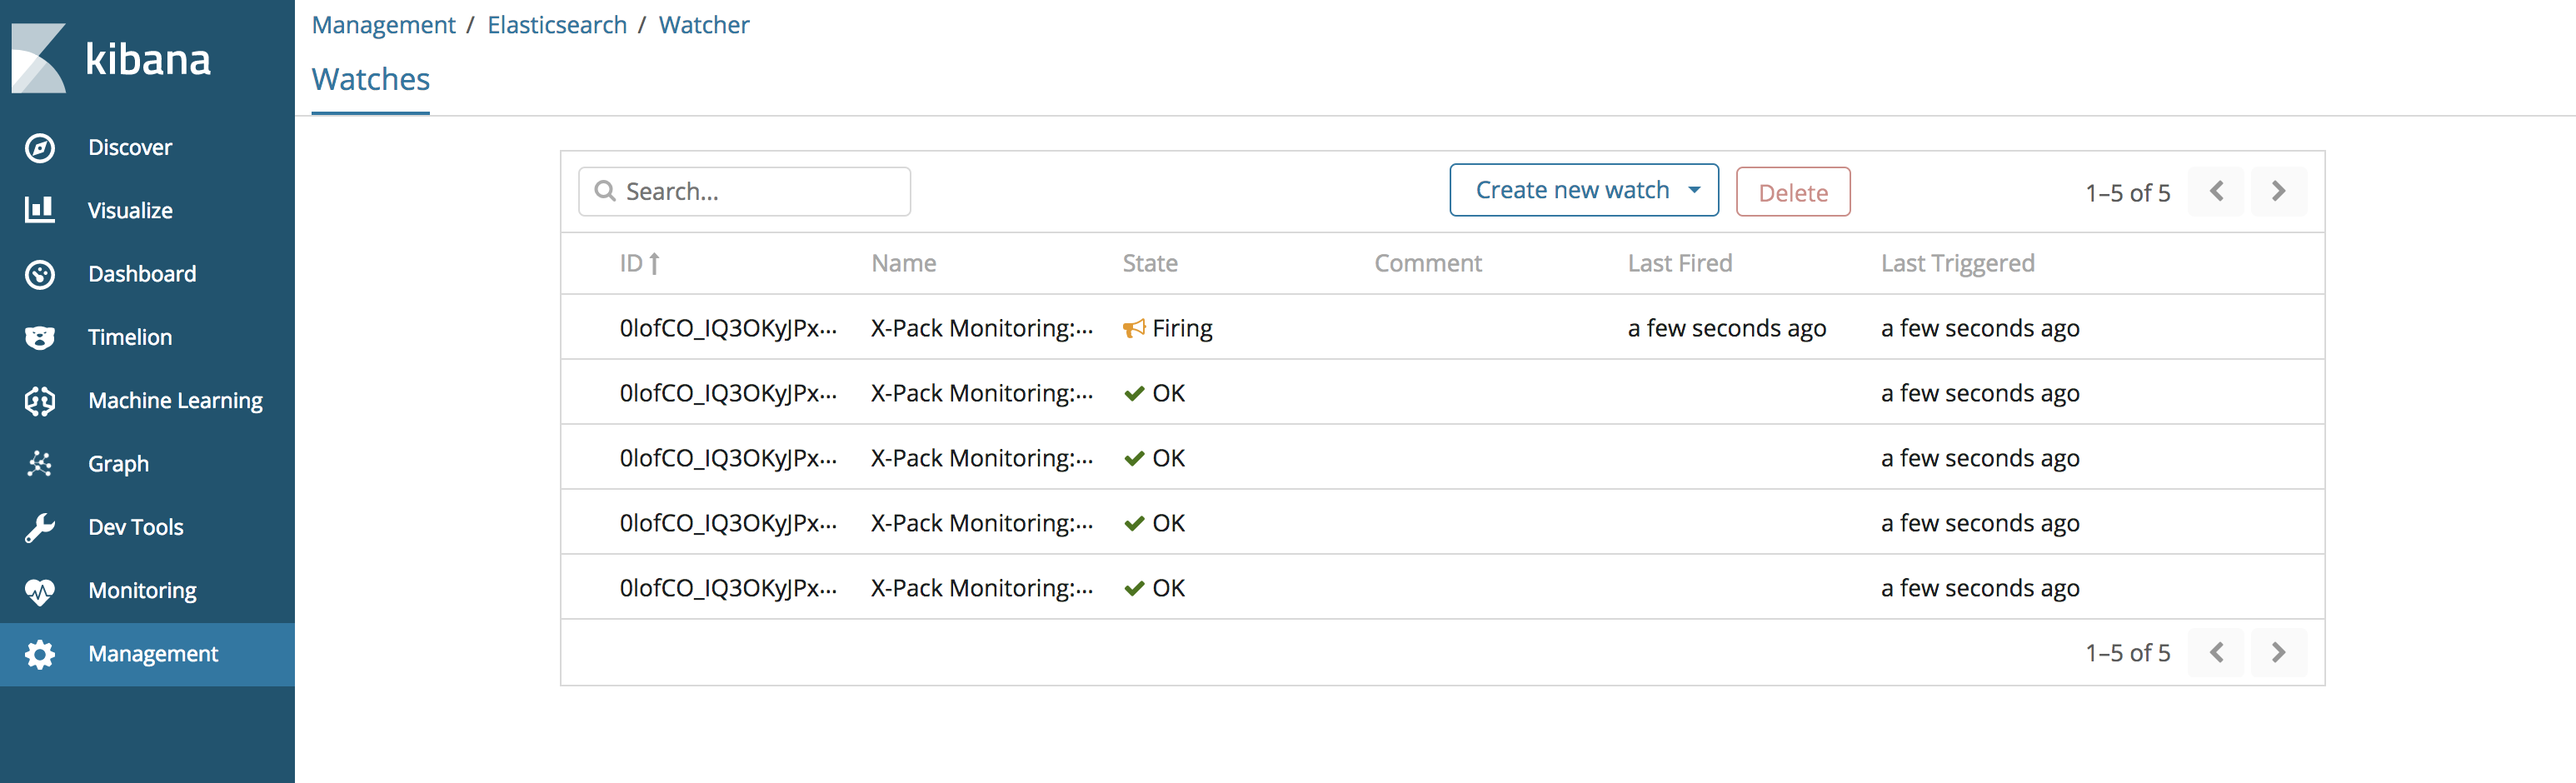 kibana
Discover
Visualize
Dashboard
Timelion
Machine Learning
Graph
Dev Tools
Monitoring
Management
Management / Elasticsearch / Watcher
Watches
Search... Create new watch Delete 1–5 of 5
ID Name State Comment Last Fired Last Triggered
0lofCO_IQ3OKyJPx... X-Pack Monitoring:... Firing a few seconds ago a few seconds ago
0lofCO_IQ3OKyJPx... X-Pack Monitoring:... OK a few seconds ago
0lofCO_IQ3OKyJPx... X-Pack Monitoring:... OK a few seconds ago
0lofCO_IQ3OKyJPx... X-Pack Monitoring:... OK a few seconds ago
0lofCO_IQ3OKyJPx... X-Pack Monitoring:... OK a few seconds ago
1–5 of 5